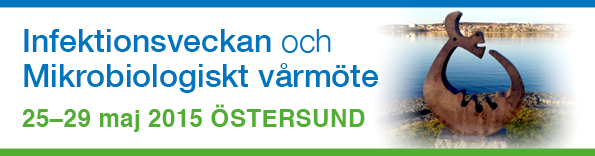 Infektionsveckan och
Mikrobiologiskt vårmöte
25–29 maj 2015 ÖSTERSUND